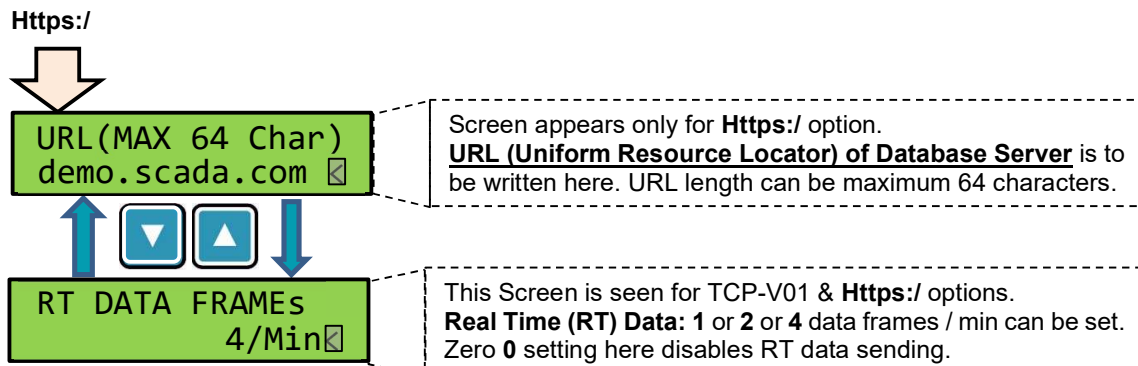 Https:/
URL(MAX 64 Char)
demo.scada.com <
Screen appears only for Https:/ option.
URL (Uniform Resource Locator) of Database Server is to
be written here. URL length can be maximum 64 characters.
RT DATA FRAMEs
4/Min<
This Screen is seen for TCP-V01 & Https:/ options.
Real Time (RT) Data: 1 or 2 or 4 data frames / min can be set.
Zero 0 setting here disables RT data sending.